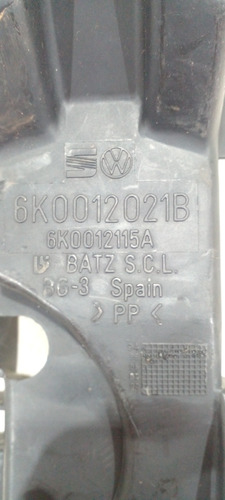 6K0012021B
6K0012115A
BATZ S.C.L.
Spain
>PP<